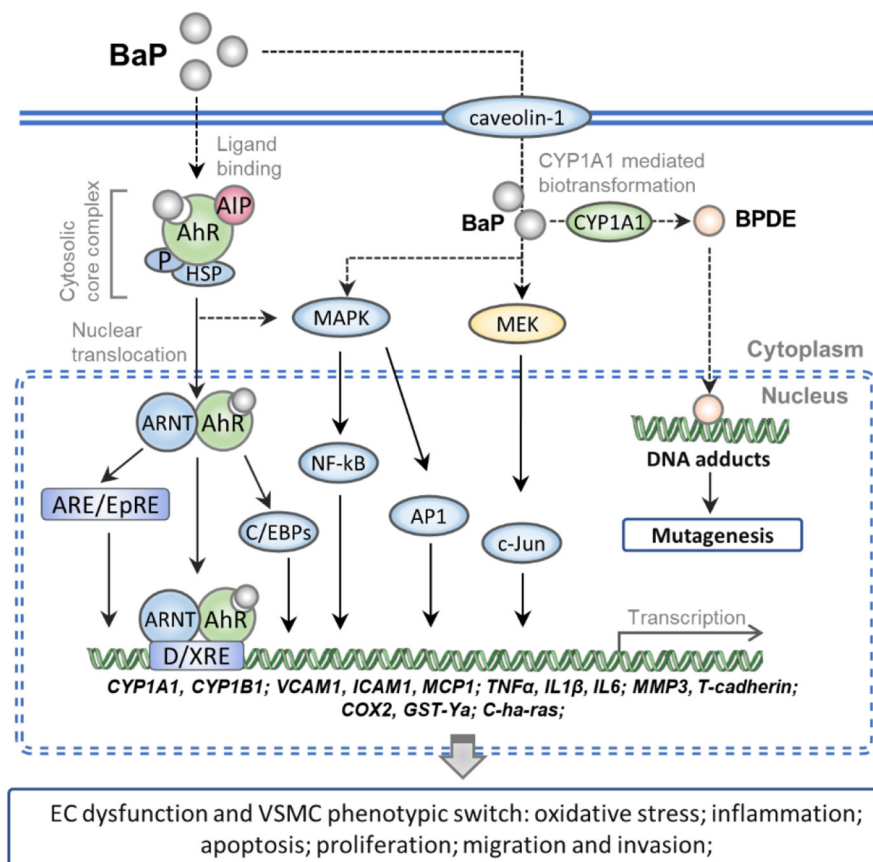 BaP
caveolin-1
Ligand
binding
CYP1A1 mediated
biotransformation
Cytosolic
core complex
AIP
AhR
P
HSP
BaP
CYP1A1
BPDE
Nuclear
translocation
MAPK
MEK
Cytoplasm
Nucleus
ARNT
AhR
NF-kB
DNA adducts
ARE/EpRE
C/EBPs
AP1
c-Jun
Mutagenesis
ARNT
AhR
D/XRE
Transcription
CYP1A1, CYP1B1; VCAM1, ICAM1, MCP1; TNFα, IL1β, IL6; MMP3, T-cadherin;
COX2, GST-Ya; C-ha-ras;
EC dysfunction and VSMC phenotypic switch: oxidative stress; inflammation;
apoptosis; proliferation; migration and invasion;